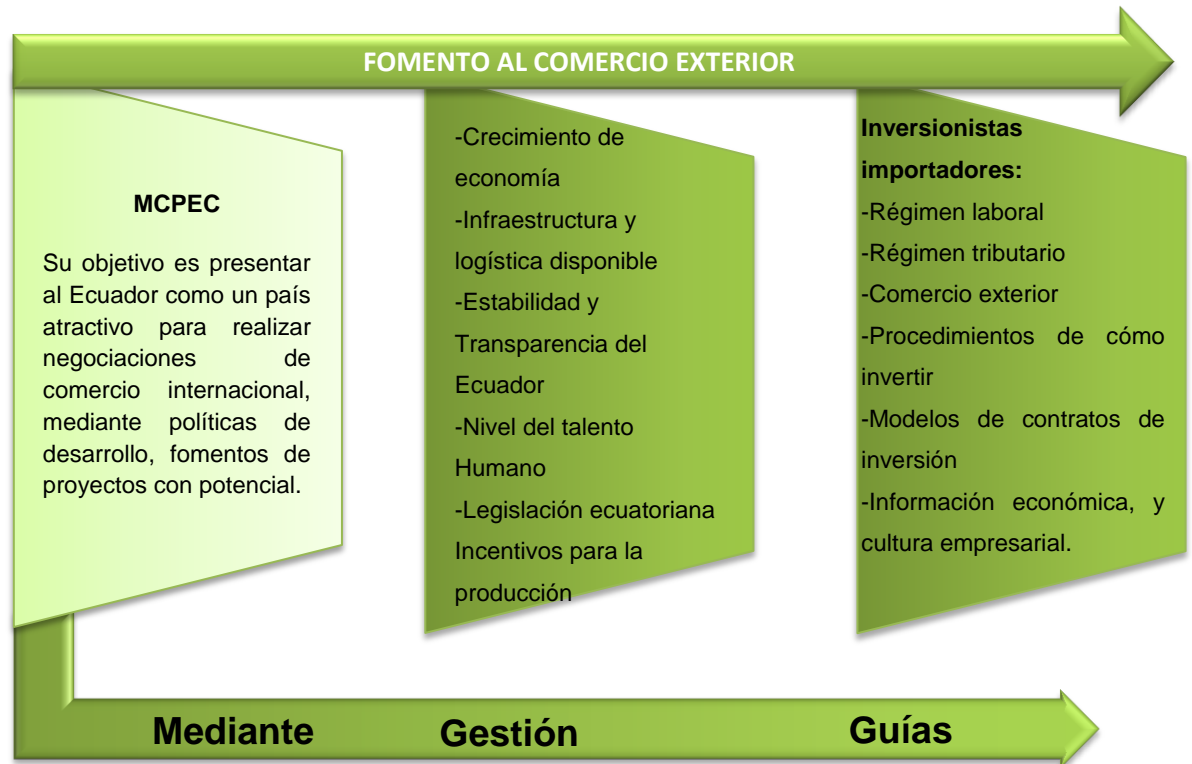 FOMENTO AL COMERCIO EXTERIOR
MCPEC
Su objetivo es presentar
al Ecuador como un país
atractivo para realizar
negociaciones de
comercio internacional,
mediante políticas de
desarrollo, fomentos de
proyectos con potencial.
-Crecimiento de
economía
-Infraestructura y
logística disponible
-Estabilidad y
Transparencia del
Ecuador
-Nivel del talento
Humano
-Legislación ecuatoriana
Incentivos para la
producción
Inversionistas
importadores:
-Régimen laboral
-Régimen tributario
-Comercio exterior
-Procedimientos de cómo
invertir
-Modelos de contratos de
inversión
-Información económica, y
cultura empresarial.
Mediante Gestión Guías